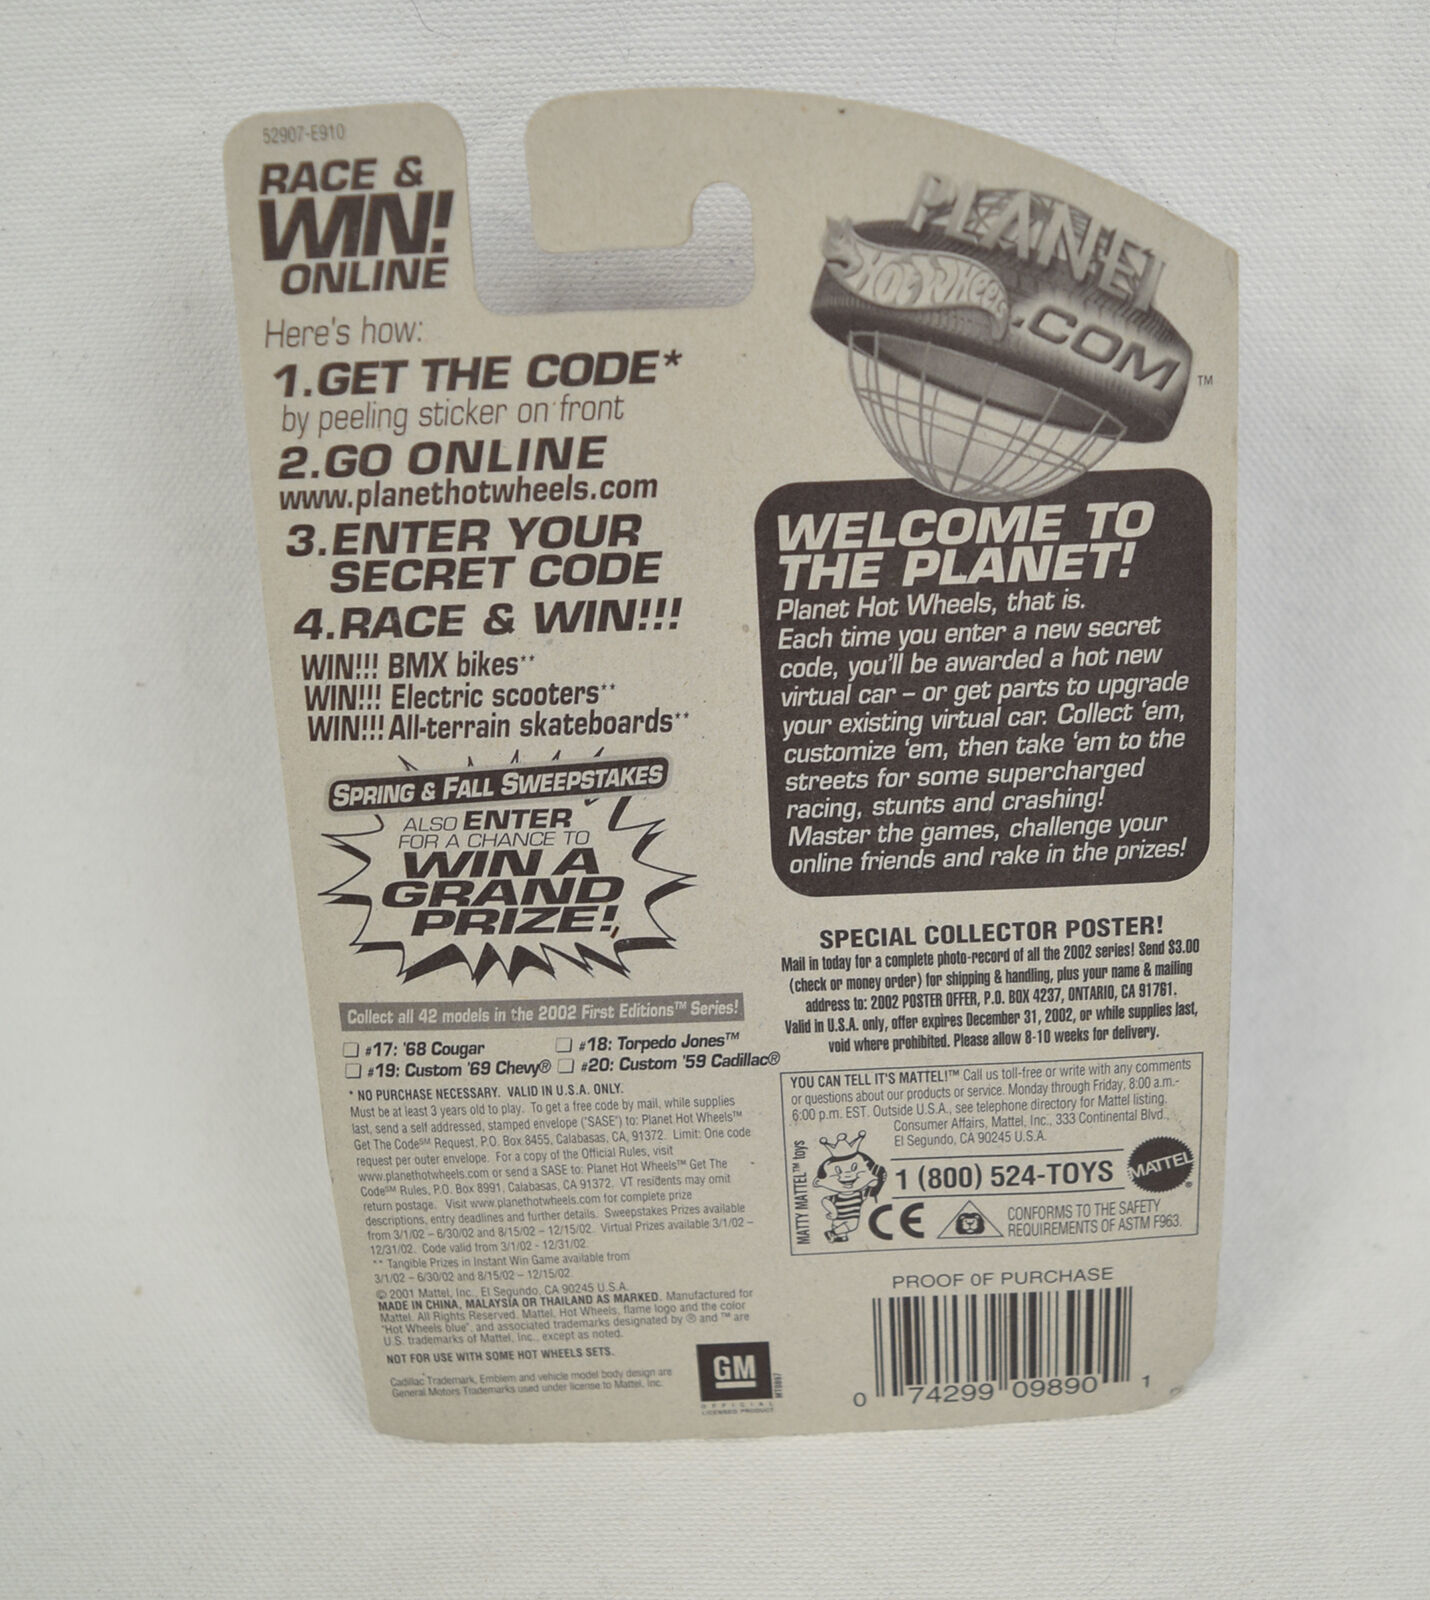 52907-E910
RACE &
WIN!
ONLINE
Here's how:
1.GET THE CODE*
by peeling sticker on front
2.GO ONLINE
www.planethotwheels.com
3.ENTER YOUR
SECRET CODE
4.RACE & WIN!!!
WIN!!! BMX bikes**
WIN!!! Electric scooters**
WIN!!! All-terrain skateboards**
SPRING & FALL SWEEPSTAKES
ALSO ENTER
FOR A CHANCE TO
WIN A
GRAND
PRIZE!
Collect all 42 models in the 2002 First Editions™ Series!
#17: '68 Cougar
#18: Torpedo Jones™
#19: Custom '69 Chevy®
#20: Custom '59 Cadillac®
* NO PURCHASE NECESSARY. VALID IN U.S.A. ONLY.
Must be at least 3 years old to play. To get a free code by mail, while supplies
last, send a self addressed, stamped envelope ("SASE") to: Planet Hot Wheels™
Get The Code℠ Request, P.O. Box 8455, Calabasas, CA, 91372. Limit: One code
request per outer envelope. For a copy of the Official Rules, visit
www.planethotwheels.com or send a SASE to: Planet Hot Wheels™ Get The
Code℠ Rules, P.O. Box 8991, Calabasas, CA 91372. VT residents may omit
return postage. Visit www.planethotwheels.com for complete prize
descriptions, entry deadlines and further details. Sweepstakes Prizes available
from 3/1/02 – 6/30/02 and 8/15/02 – 12/15/02. Virtual Prizes available 3/1/02 –
12/31/02. Code valid from 3/1/02 - 12/31/02.
** Tangible Prizes in Instant Win Game available from
3/1/02 – 6/30/02 and 8/15/02 – 12/15/02.
© 2001 Mattel, Inc., El Segundo, CA 90245 U.S.A.
MADE IN CHINA, MALAYSIA OR THAILAND AS MARKED. Manufactured for
Mattel. All Rights Reserved. Mattel, Hot Wheels, flame logo and the color
"Hot Wheels blue", and associated trademarks designated by ® and ™ are
U.S. trademarks of Mattel, Inc., except as noted.
NOT FOR USE WITH SOME HOT WHEELS SETS.
Cadillac Trademark, Emblem and vehicle model body design are
General Motors Trademarks used under license to Mattel, Inc.
GM
OFFICIAL
LICENSED PRODUCT
PLANET
HOT WHEELS
.COM
™
WELCOME TO
THE PLANET!
Planet Hot Wheels, that is.
Each time you enter a new secret
code, you'll be awarded a hot new
virtual car – or get parts to upgrade
your existing virtual car. Collect 'em,
customize 'em, then take 'em to the
streets for some supercharged
racing, stunts and crashing!
Master the games, challenge your
online friends and rake in the prizes!
SPECIAL COLLECTOR POSTER!
Mail in today for a complete photo-record of all the 2002 series! Send $3.00
(check or money order) for shipping & handling, plus your name & mailing
address to: 2002 POSTER OFFER, P.O. BOX 4237, ONTARIO, CA 91761.
Valid in U.S.A. only, offer expires December 31, 2002, or while supplies last,
void where prohibited. Please allow 8-10 weeks for delivery.
YOU CAN TELL IT'S MATTEL!™ Call us toll-free or write with any comments
or questions about our products or service. Monday through Friday, 8:00 a.m.-
6:00 p.m. EST. Outside U.S.A., see telephone directory for Mattel listing.
Consumer Affairs, Mattel, Inc., 333 Continental Blvd.,
El Segundo, CA 90245 U.S.A.
MATTY MATTEL™ toys
1 (800) 524-TOYS
MATTEL®
CE
CONFORMS TO THE SAFETY
REQUIREMENTS OF ASTM F963.
PROOF OF PURCHASE
0 74299 09890 1